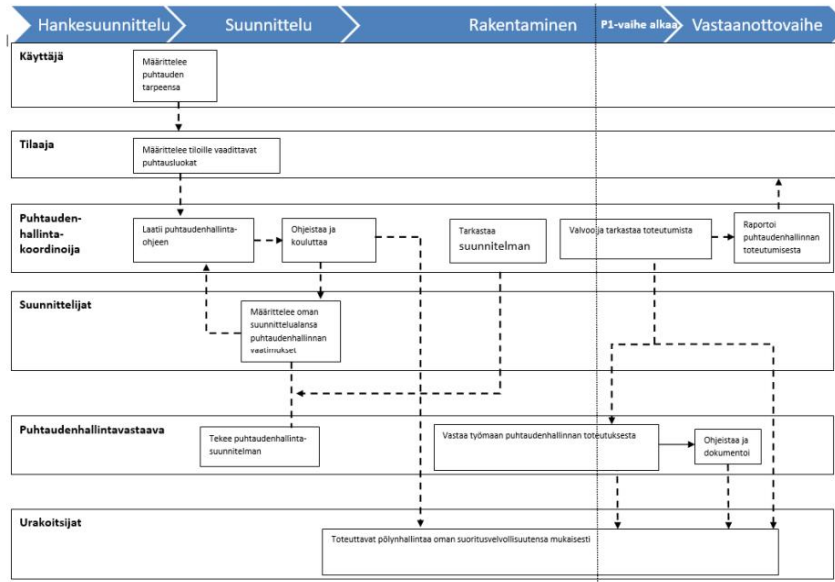 Hankesuunnittelu
Suunnittelu
Rakentaminen
P1-vaihe alkaa
Vastaanottovaihe
Käyttäjä
Määrittelee
puhtauden
tarpeensa
Tilaaja
Määrittelee tiloille vaadittavat
puhtausluokat
Puhtauden-
hallinta-
koordinoija
Laatii puhtaudenhallinta-
ohjeen
Ohjeistaa ja
kouluttaa
Tarkastaa
suunnitelman
Valvoo ja tarkastaa toteutumista
Raportoi
puhtaudenhallinnan
toteutumisesta
Suunnittelijat
Määrittelee oman
suunnittelualansa
puhtaudenhallinnan
vaatimukset
Puhtaudenhallintavastaava
Tekee puhtaudenhallinta-
suunnitelman
Vastaa työmaan puhtaudenhallinnan toteutuksesta
Ohjeistaa ja
dokumentoi
Urakoitsijat
Toteuttavat pölynhallintaa oman suoritusvelvollisuutensa mukaisesti